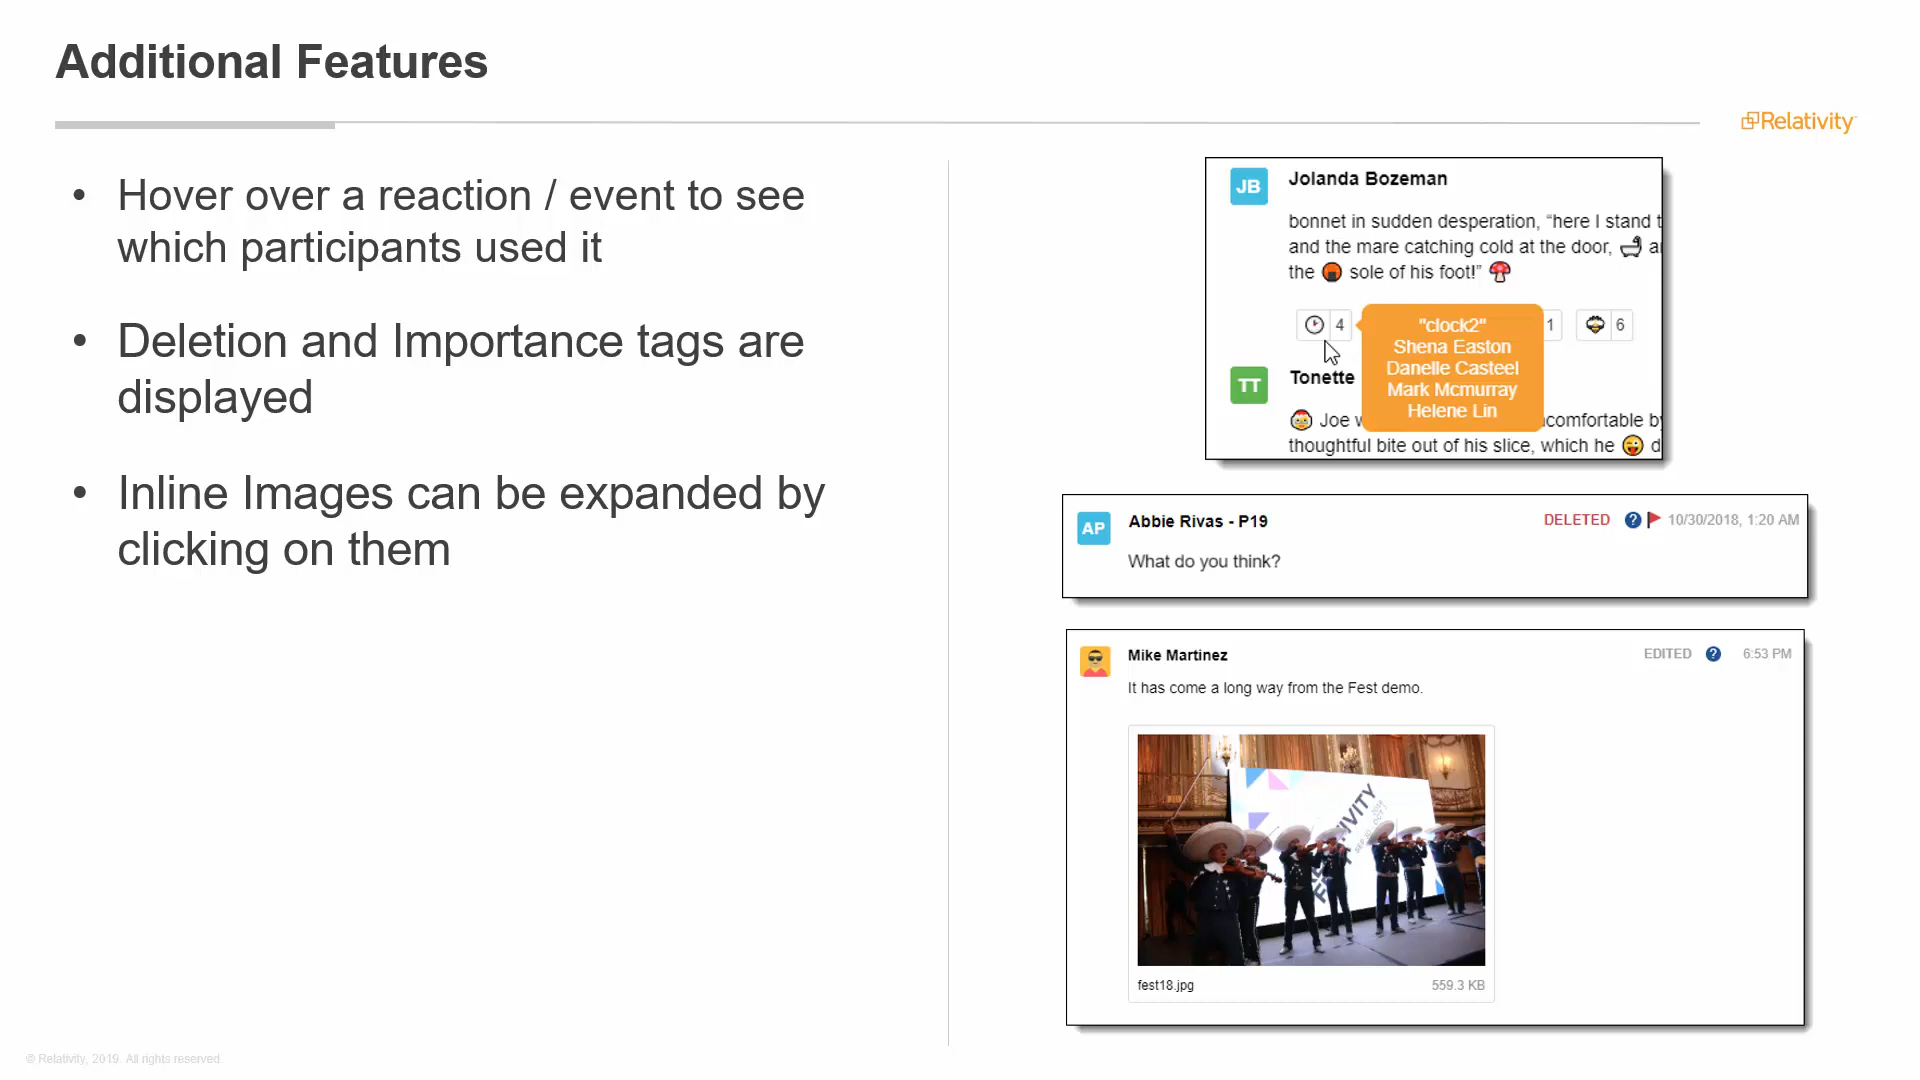 Additional Features
Relativity
• Hover over a reaction / event to see
which participants used it
• Deletion and Importance tags are
displayed
• Inline Images can be expanded by
clicking on them
JB
Jolanda Bozeman
bonnet in sudden desperation, “here I stand t
and the mare catching cold at the door,
the sole of his foot!”
4
"clock2"
Shena Easton
Danelle Casteel
Mark Mcmurray
Helene Lin
1
6
TT
Tonette
Joe comfortable by
thoughtful bite out of his slice, which he d
AP
Abbie Rivas - P19
DELETED ? 10/30/2018, 1:20 AM
What do you think?
Mike Martinez
EDITED ? 6:53 PM
It has come a long way from the Fest demo.
fest18.jpg
559.3 KB
© Relativity, 2019. All rights reserved.